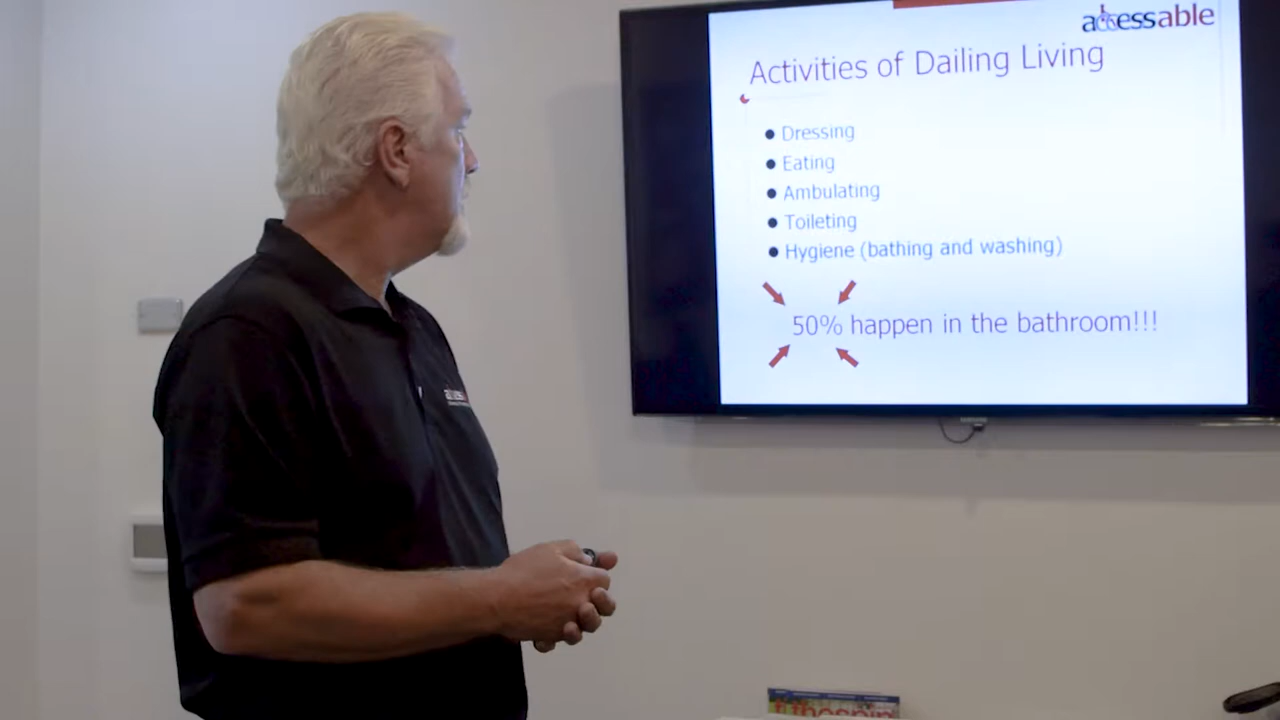 accessable
Activities of Dailing Living
Dressing
Eating
Ambulating
Toileting
Hygiene (bathing and washing)
50% happen in the bathroom!!!